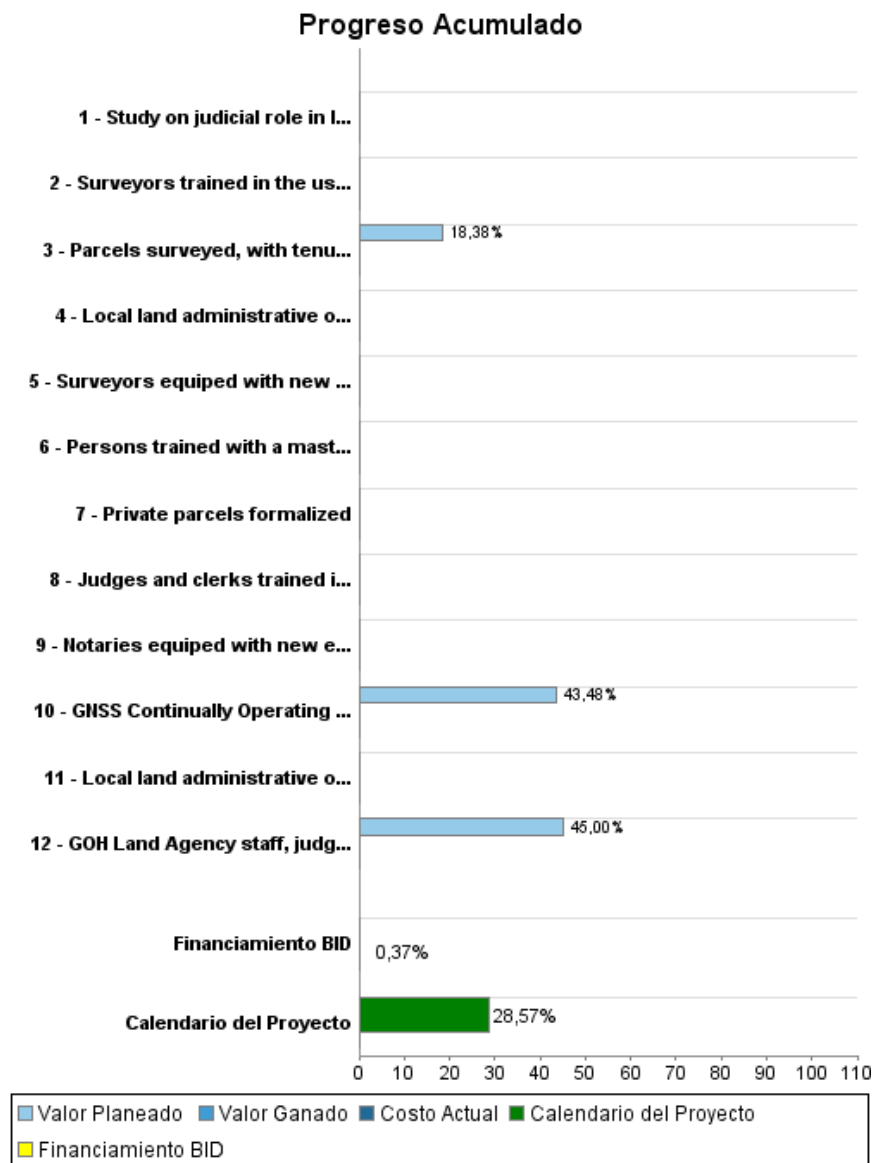 Progreso Acumulado
1 - Study on judicial role in l...
2 - Surveyors trained in the us...
18,38%
3 - Parcels surveyed, with tenu...
4 - Local land administrative o...
5 - Surveyors equiped with new ...
6 - Persons trained with a mast...
7 - Private parcels formalized
8 - Judges and clerks trained i...
9 - Notaries equiped with new e...
43,48%
10 - GNSS Continually Operating ...
11 - Local land administrative o...
45,00%
12 - GOH Land Agency staff, judg...
Financiamiento BID
0,37%
Calendario del Proyecto
28,57%
0 10 20 30 40 50 60 70 80 90 100 110
Valor Planeado Valor Ganado Costo Actual Calendario del Proyecto
Financiamiento BID